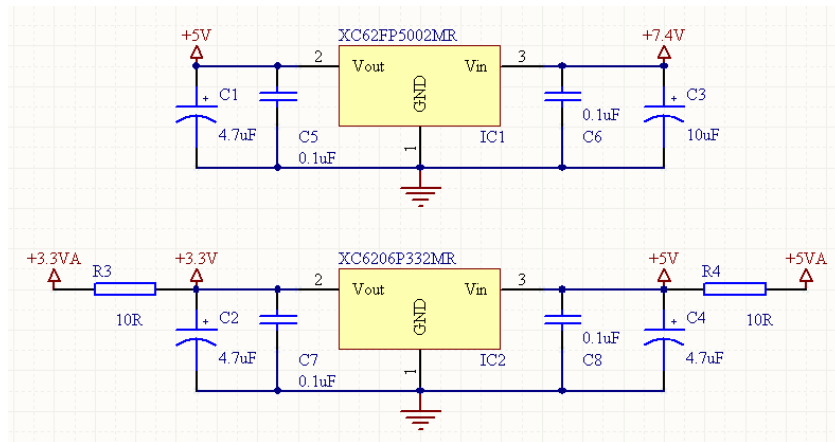 XC62FP5002MR
+5V
+7.4V
2
Vout
Vin
3
C1
+
4.7uF
C5
0.1uF
GND
1
IC1
0.1uF
C6
+
C3
10uF
XC6206P332MR
+3.3VA
R3
10R
+3.3V
2
Vout
Vin
3
+5V
R4
10R
+5VA
+
C2
4.7uF
C7
0.1uF
GND
1
IC2
0.1uF
C8
+
C4
4.7uF